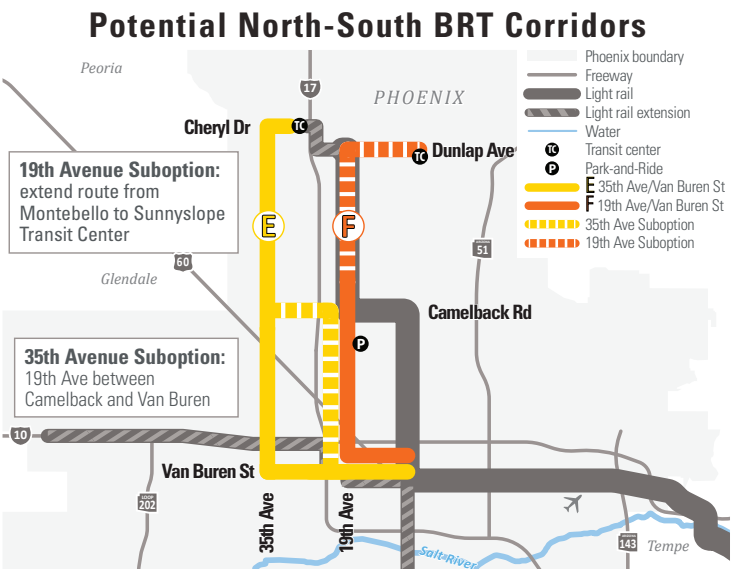 Potential North-South BRT Corridors
Peoria
17
PHOENIX
Phoenix boundary
Freeway
Light rail
Light rail extension
Water
TC Transit center
P Park-and-Ride
E 35th Ave/Van Buren St
F 19th Ave/Van Buren St
35th Ave Suboption
19th Ave Suboption
Cheryl Dr
TC
Dunlap Ave
TC
19th Avenue Suboption:
extend route from
Montebello to Sunnyslope
Transit Center
E
F
51
60
Glendale
Camelback Rd
P
35th Avenue Suboption:
19th Ave between
Camelback and Van Buren
10
Van Buren St
LOOP
202
35th Ave
19th Ave
Salt River
143
Tempe